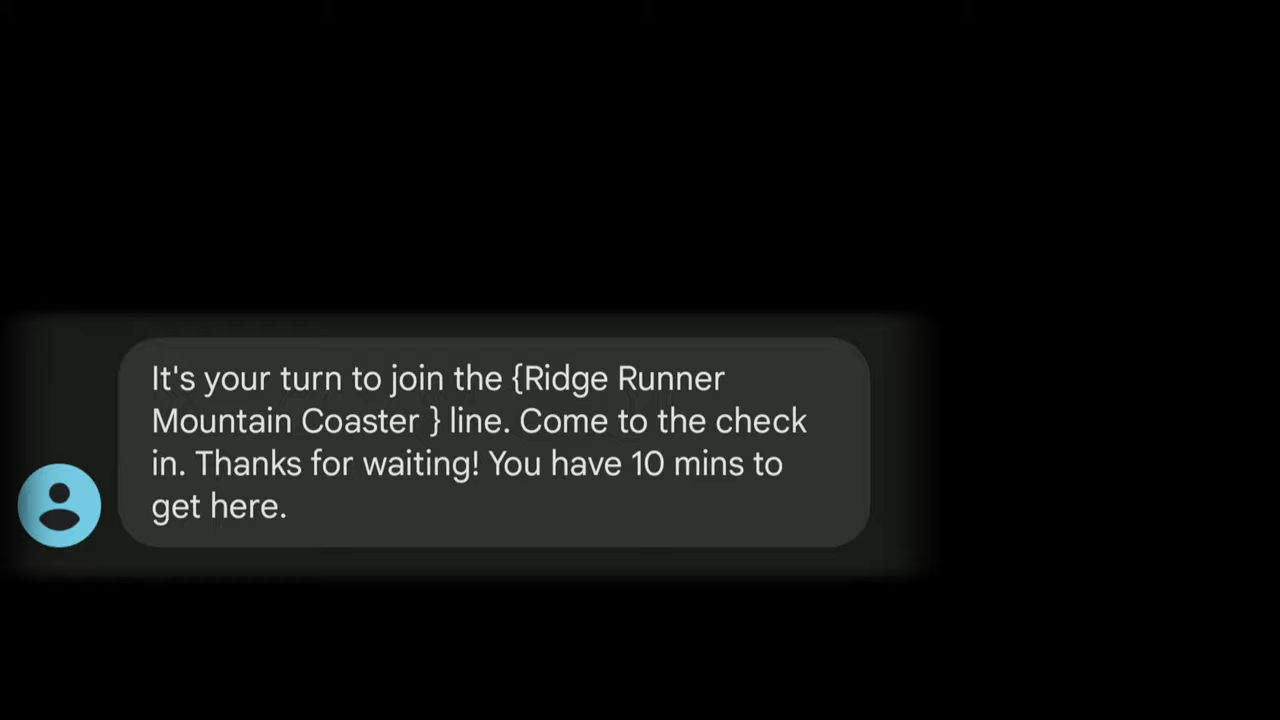 It's your turn to join the {Ridge Runner
Mountain Coaster } line. Come to the check
in. Thanks for waiting! You have 10 mins to
get here.